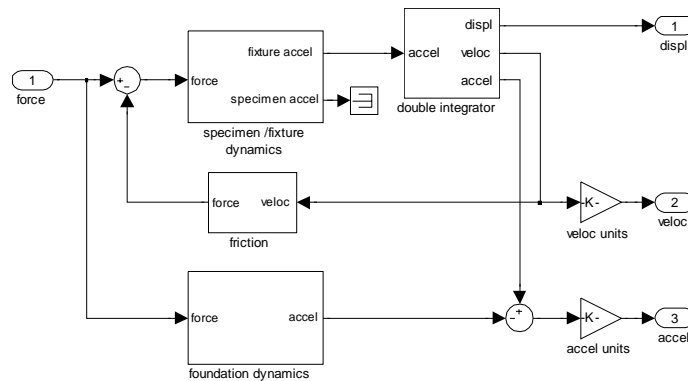 displ
1
displ
fixture accel
accel
veloc
1
force
+
-
force
accel
specimen accel
double integrator
specimen /fixture
dynamics
force
veloc
-K-
2
veloc
friction
veloc units
force
accel
-
+
-K-
3
accel
accel units
foundation dynamics